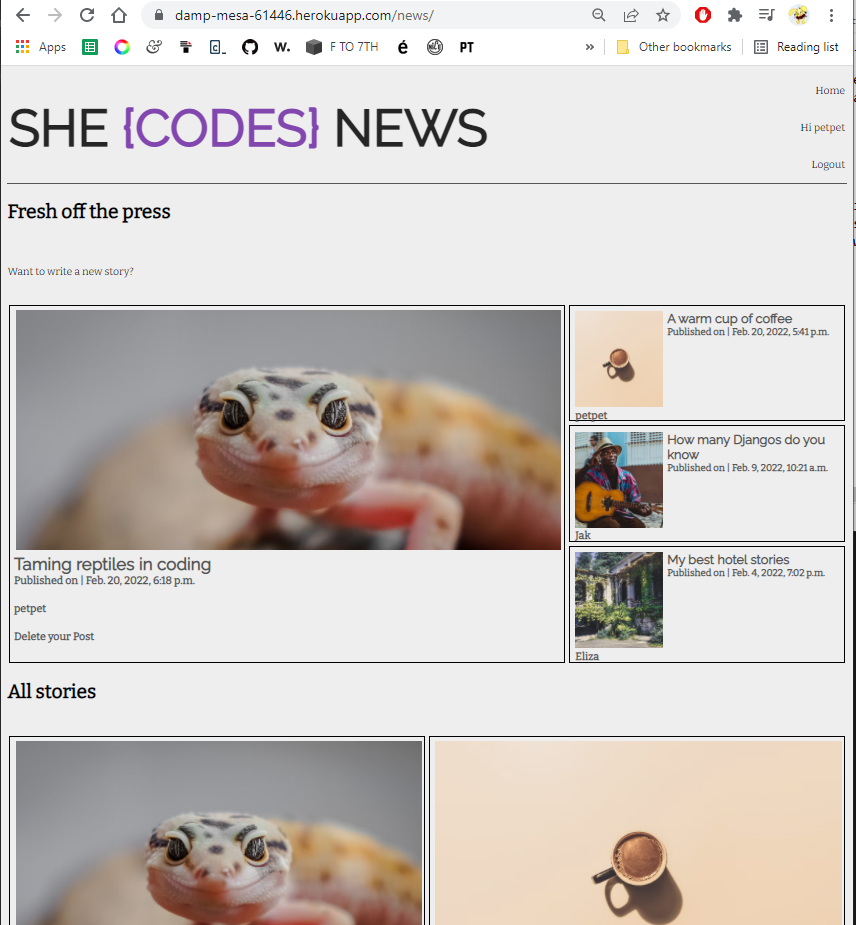 damp-mesa-61446.herokuapp.com/news/
Apps
F TO 7TH
é
PT
»
Other bookmarks
Reading list
SHE {CODES} NEWS
Home
Hi petpet
Logout
Fresh off the press
Want to write a new story?
Taming reptiles in coding
Published on | Feb. 20, 2022, 6:18 p.m.
petpet
Delete your Post
A warm cup of coffee
Published on | Feb. 20, 2022, 5:41 p.m.
petpet
How many Djangos do you
know
Published on | Feb. 9, 2022, 10:21 a.m.
Jak
My best hotel stories
Published on | Feb. 4, 2022, 7:02 p.m.
Eliza
All stories